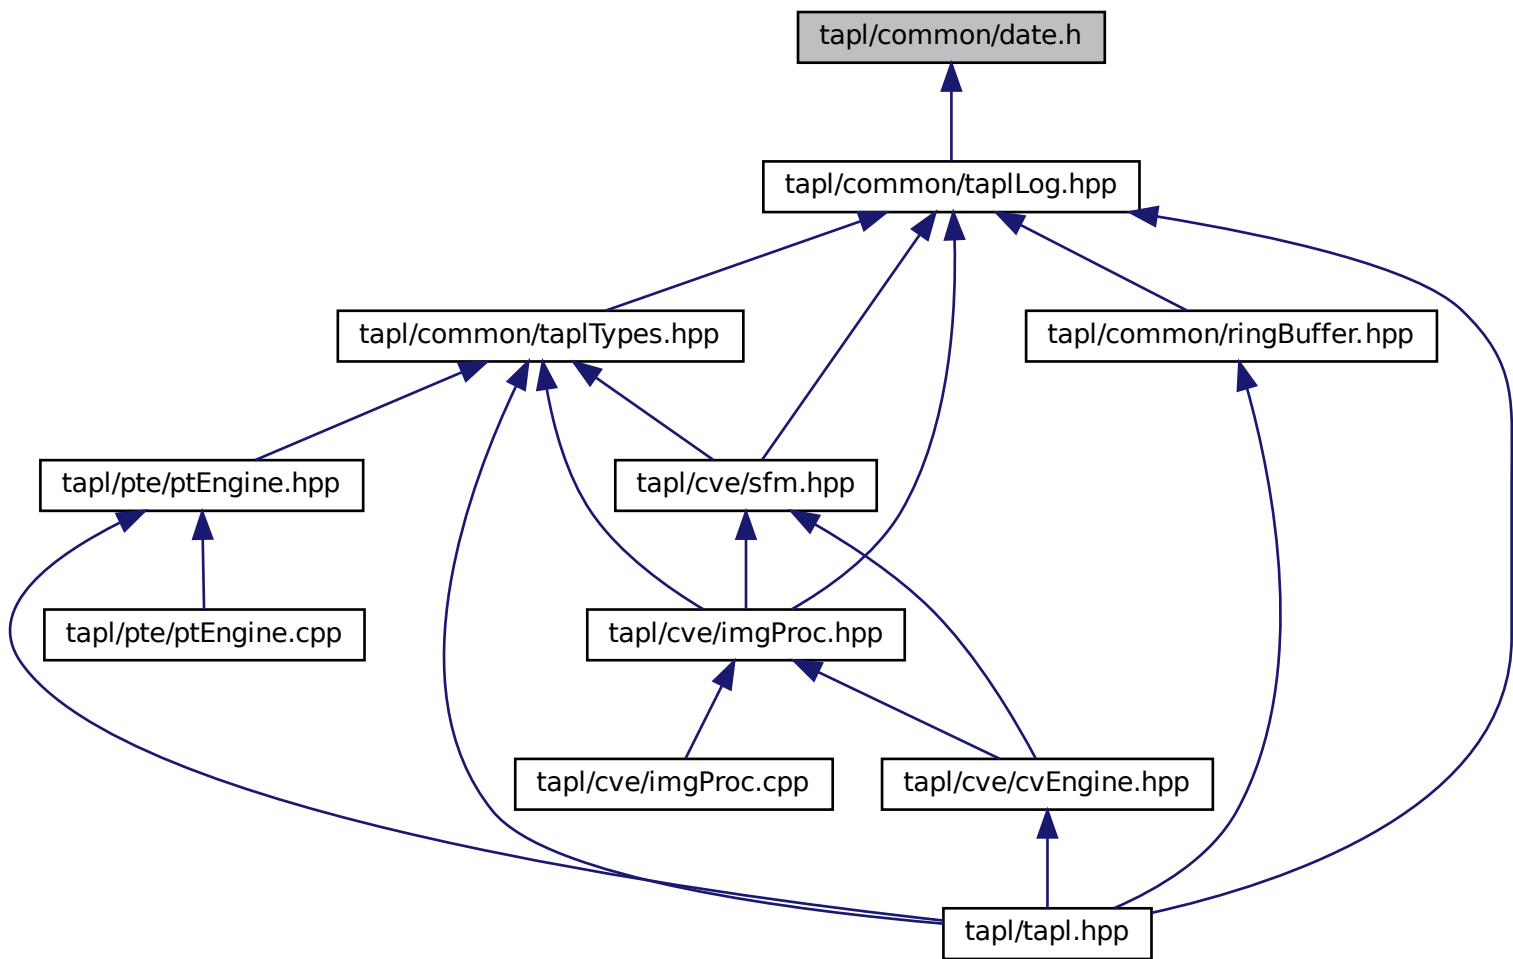 tapl/common/date.h
tapl/common/taplLog.hpp
tapl/common/taplTypes.hpp
tapl/common/ringBuffer.hpp
tapl/pte/ptEngine.hpp
tapl/cve/sfm.hpp
tapl/pte/ptEngine.cpp
tapl/cve/imgProc.hpp
tapl/cve/imgProc.cpp
tapl/cve/cvEngine.hpp
tapl/tapl.hpp